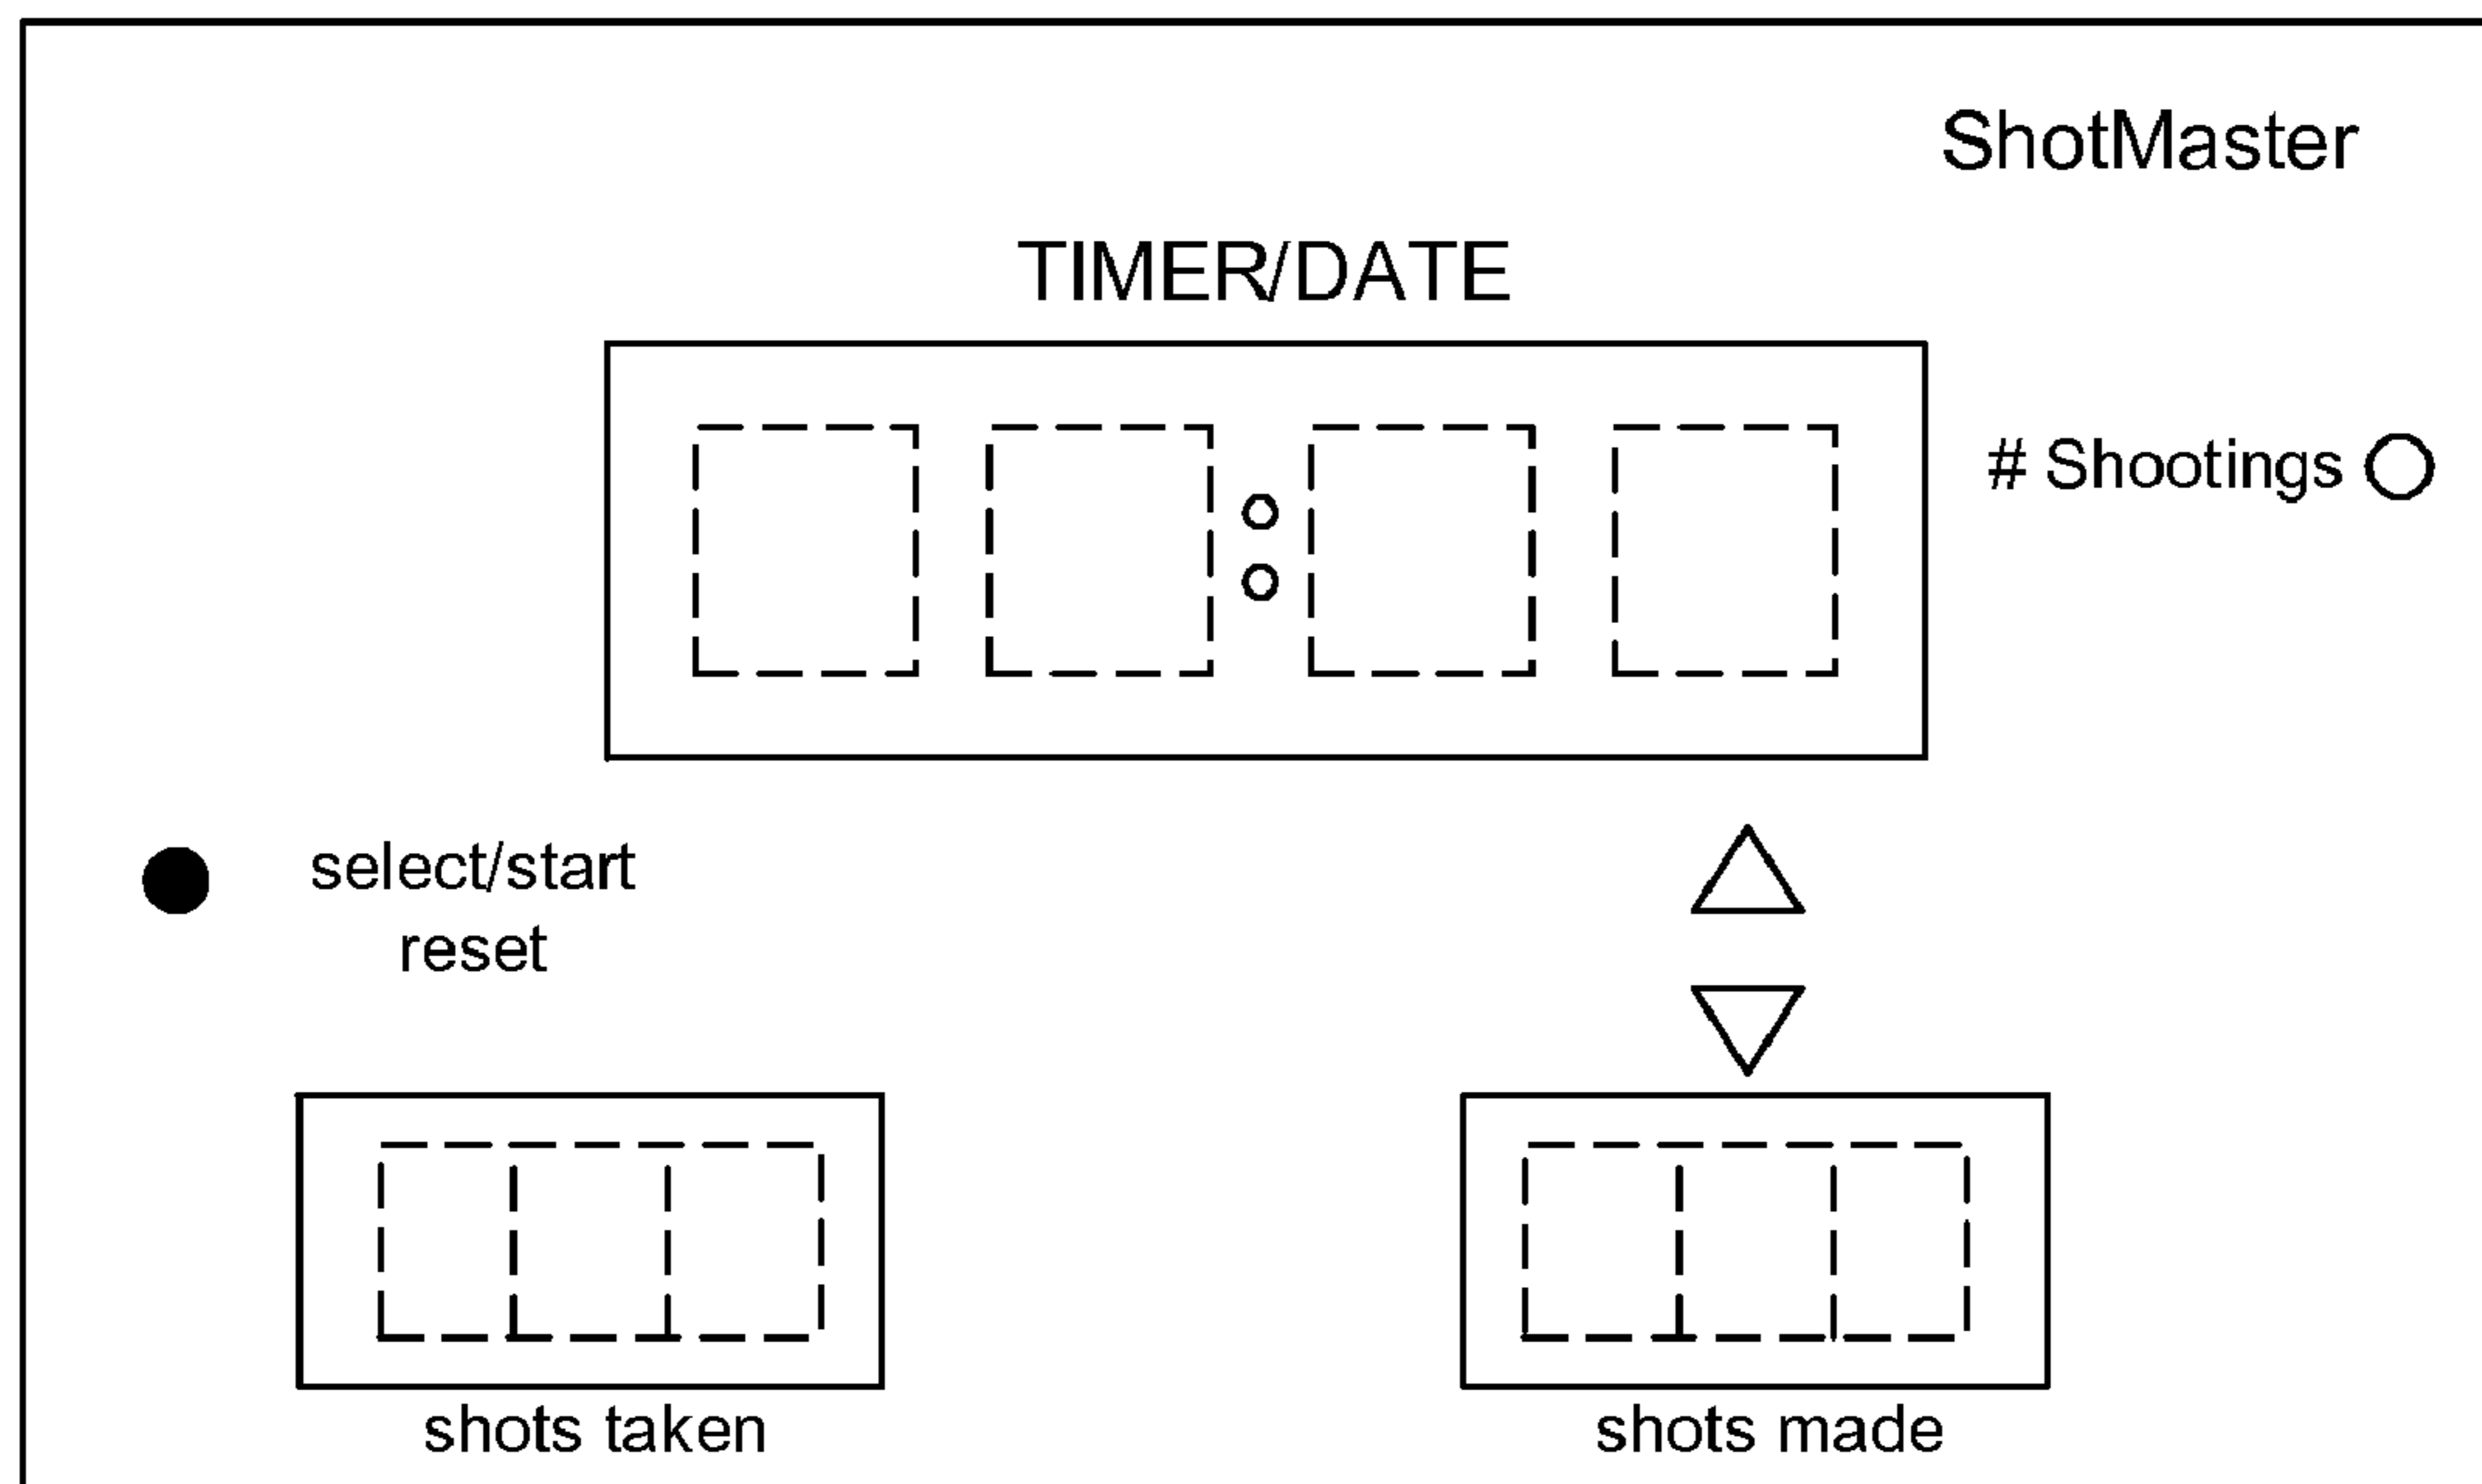 ShotMaster
TIMER/DATE
# Shootings
select/start
reset
shots taken
shots made